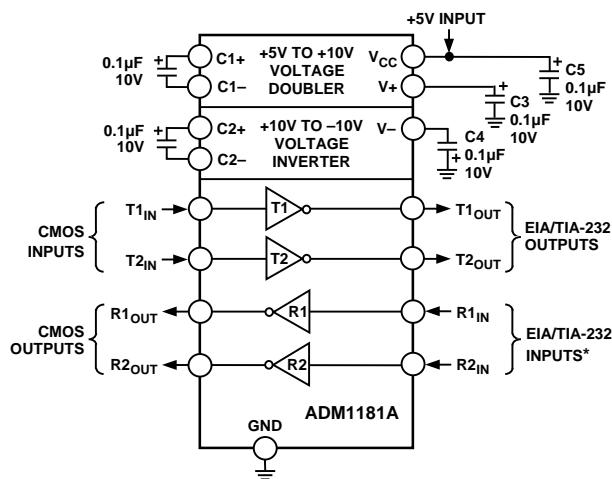 +5V INPUT
0.1µF
10V
C1+
C1–
+5V TO +10V
VOLTAGE
DOUBLER
VCC
V+
C5
0.1µF
10V
C3
0.1µF
10V
0.1µF
10V
C2+
C2–
+10V TO –10V
VOLTAGE
INVERTER
V–
C4
0.1µF
10V
CMOS
INPUTS
T1IN
T1
T1OUT
T2IN
T2
T2OUT
EIA/TIA-232
OUTPUTS
CMOS
OUTPUTS
R1OUT
R1
R1IN
R2OUT
R2
R2IN
EIA/TIA-232
INPUTS*
ADM1181A
GND